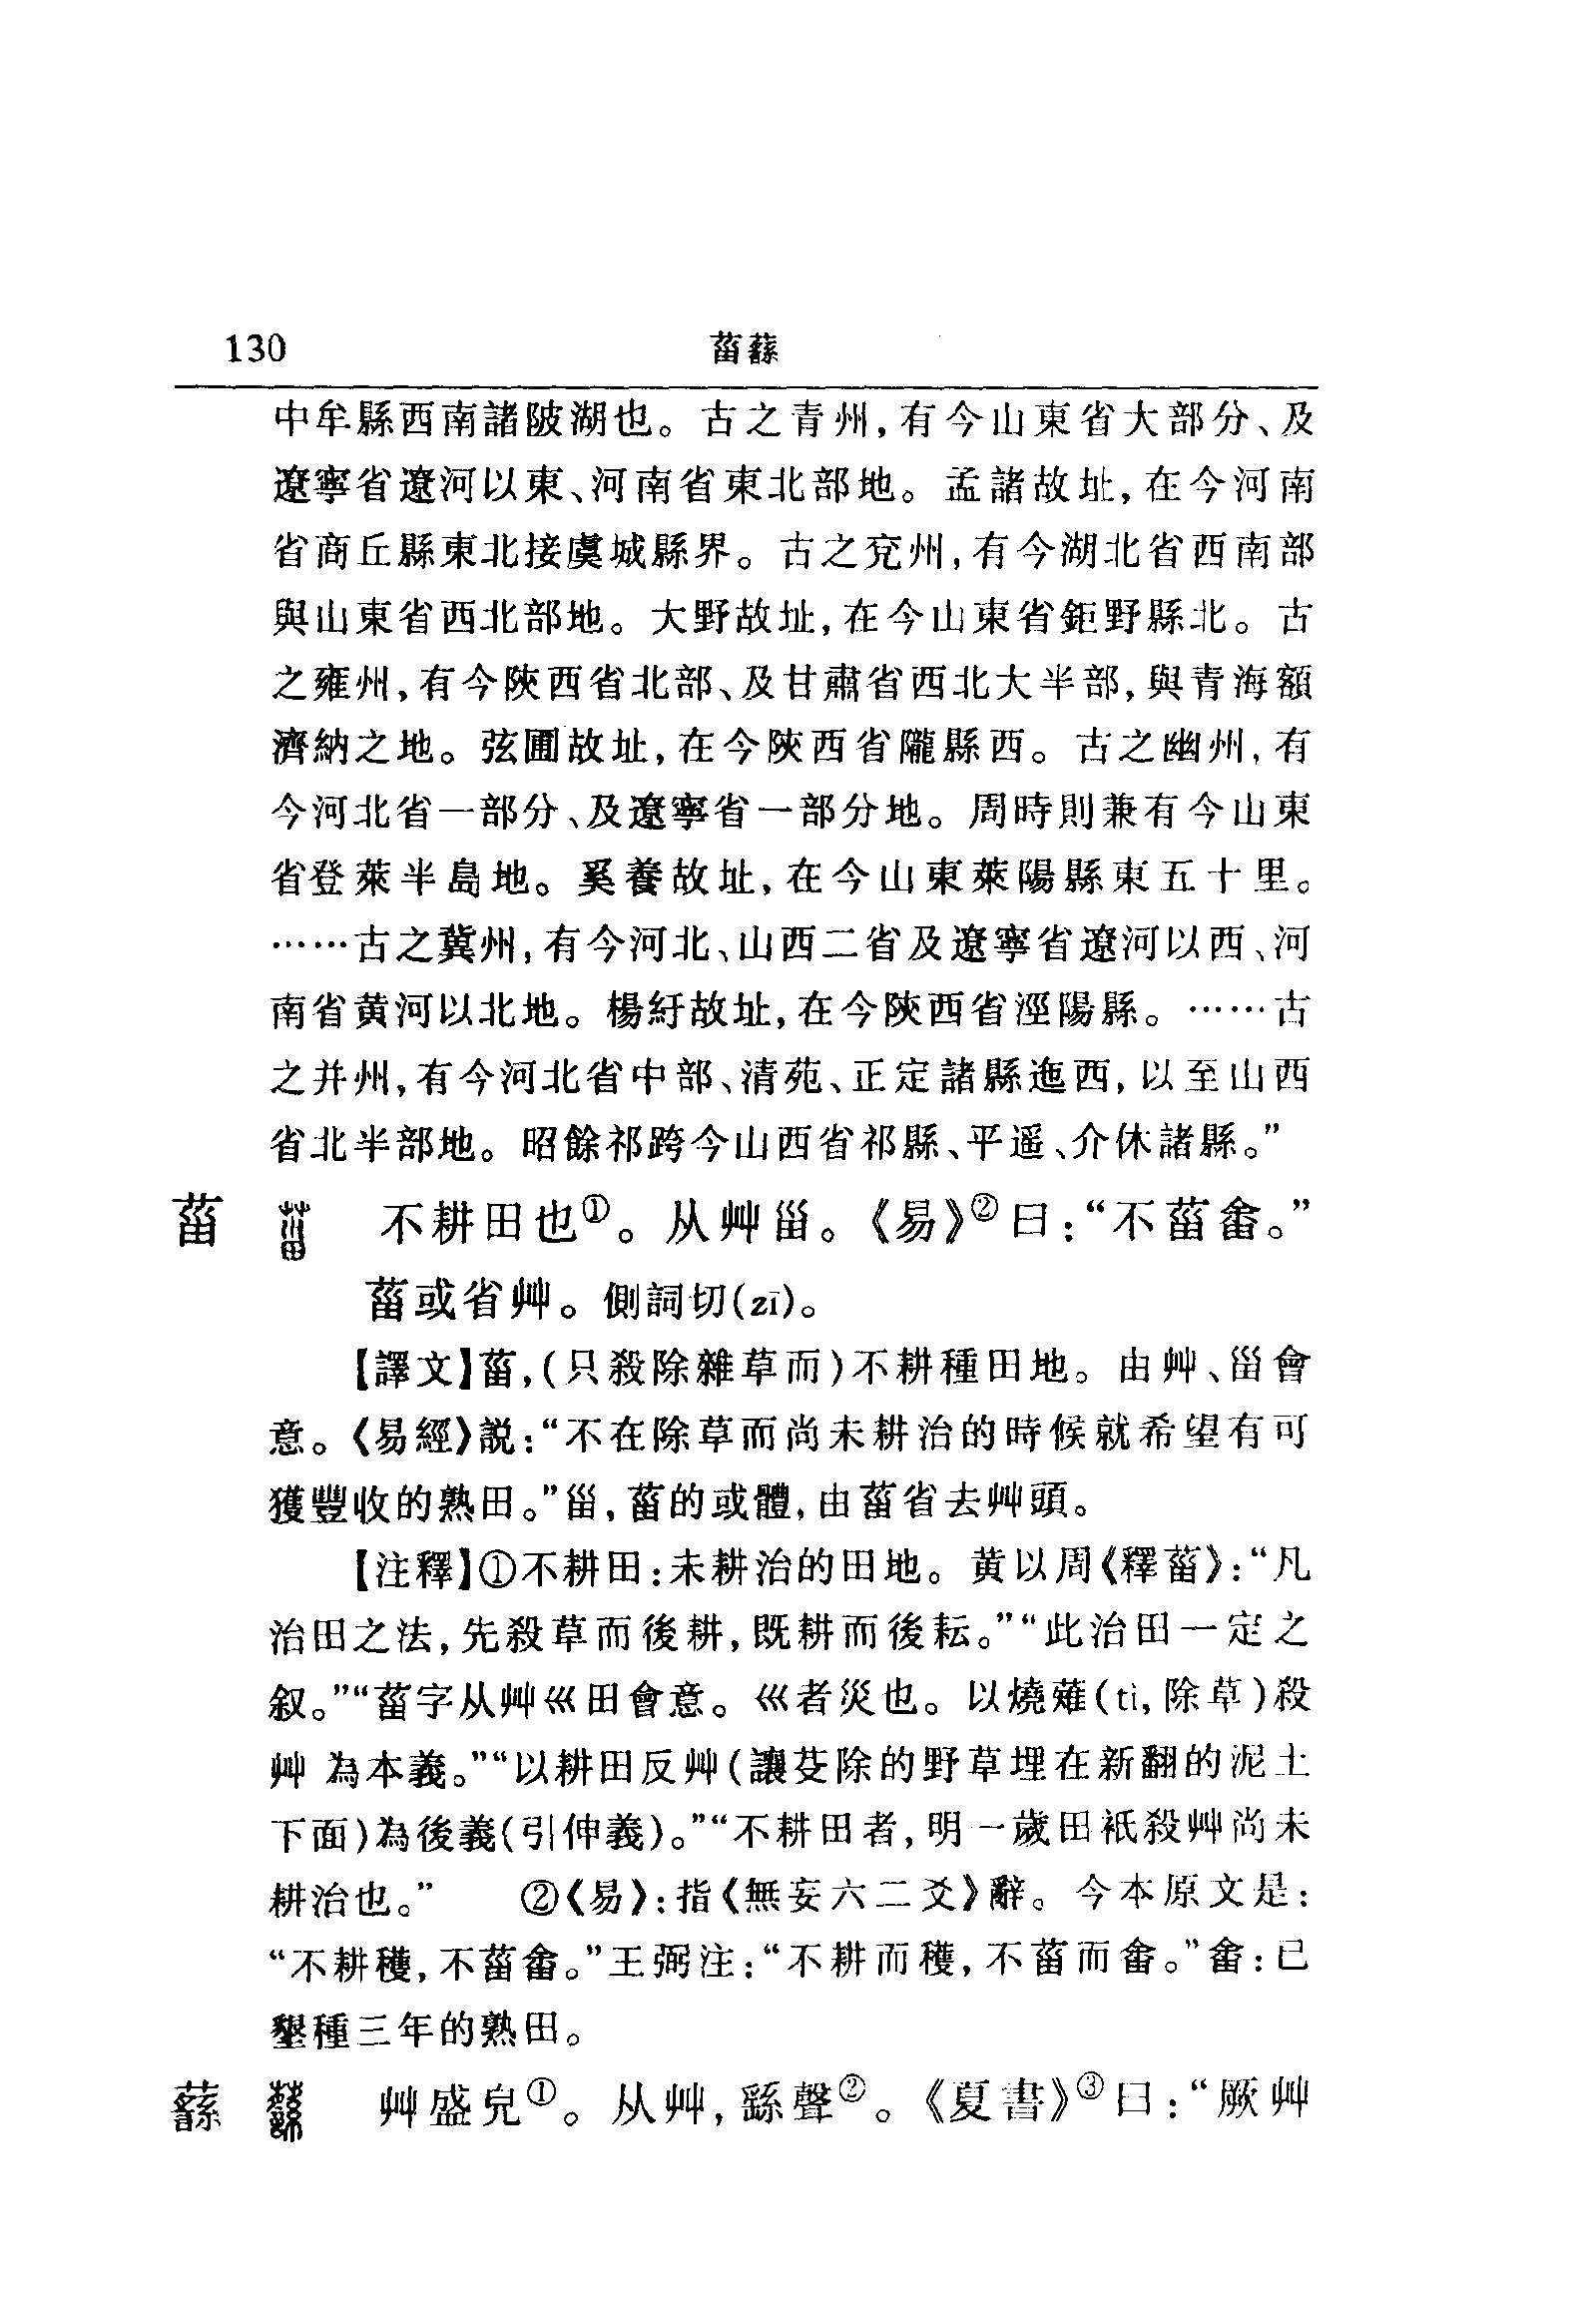 130
菑蘨
中牟縣西南諸陂湖也。古之青州,有今山東省大部分、及
遼寧省遼河以東、河南省東北部地。孟諸故址,在今河南
省商丘縣東北接虞城縣界。古之兗州,有今湖北省西南部
與山東省西北部地。大野故址,在今山東省鉅野縣北。古
之雍州,有今陜西省北部、及甘肅省西北大半部,與青海額
濟納之地。弦圃故址,在今陜西省隴縣西。古之幽州,有
今河北省一部分、及遼寧省一部分地。周時則兼有今山東
省登萊半島地。奚養故址,在今山東萊陽縣東五十里。
……古之冀州,有今河北、山西二省及遼寧省遼河以西、河
南省黄河以北地。楊紆故址,在今陜西省涇陽縣。……古
之并州,有今河北省中部、清苑、正定諸縣迤西,以至山西
省北半部地。昭餘祁跨今山西省祁縣、平遥、介休諸縣。”
菑 不耕田也①。从艸甾。《易》②曰:“不菑畬。”
菑或省艸。側詞切(zī)。
【譯文】菑,(只殺除雜草而)不耕種田地。由艸、甾會
意。《易經》説:“不在除草而尚未耕治的時候就希望有可
獲豐收的熟田。”甾,菑的或體,由菑省去艸頭。
【注釋】①不耕田:未耕治的田地。黄以周《釋菑》:“凡
治田之法,先殺草而後耕,既耕而後耘。”“此治田一定之
叙。”“菑字从艸巛田會意。巛者災也。以燒薙(tì,除草)殺
艸為本義。”“以耕田反艸(讓芟除的野草埋在新翻的泥土
下面)為後義(引伸義)。”“不耕田者,明一歲田祇殺艸尚未
耕治也。” ②《易》:指《無妄六二爻》辭。今本原文是:
“不耕穫,不菑畬。”王弼注:“不耕而穫,不菑而畬。”畬:已
墾種三年的熟田。
蘨 艸盛皃①。从艸,繇聲②。《夏書》③曰:“厥艸